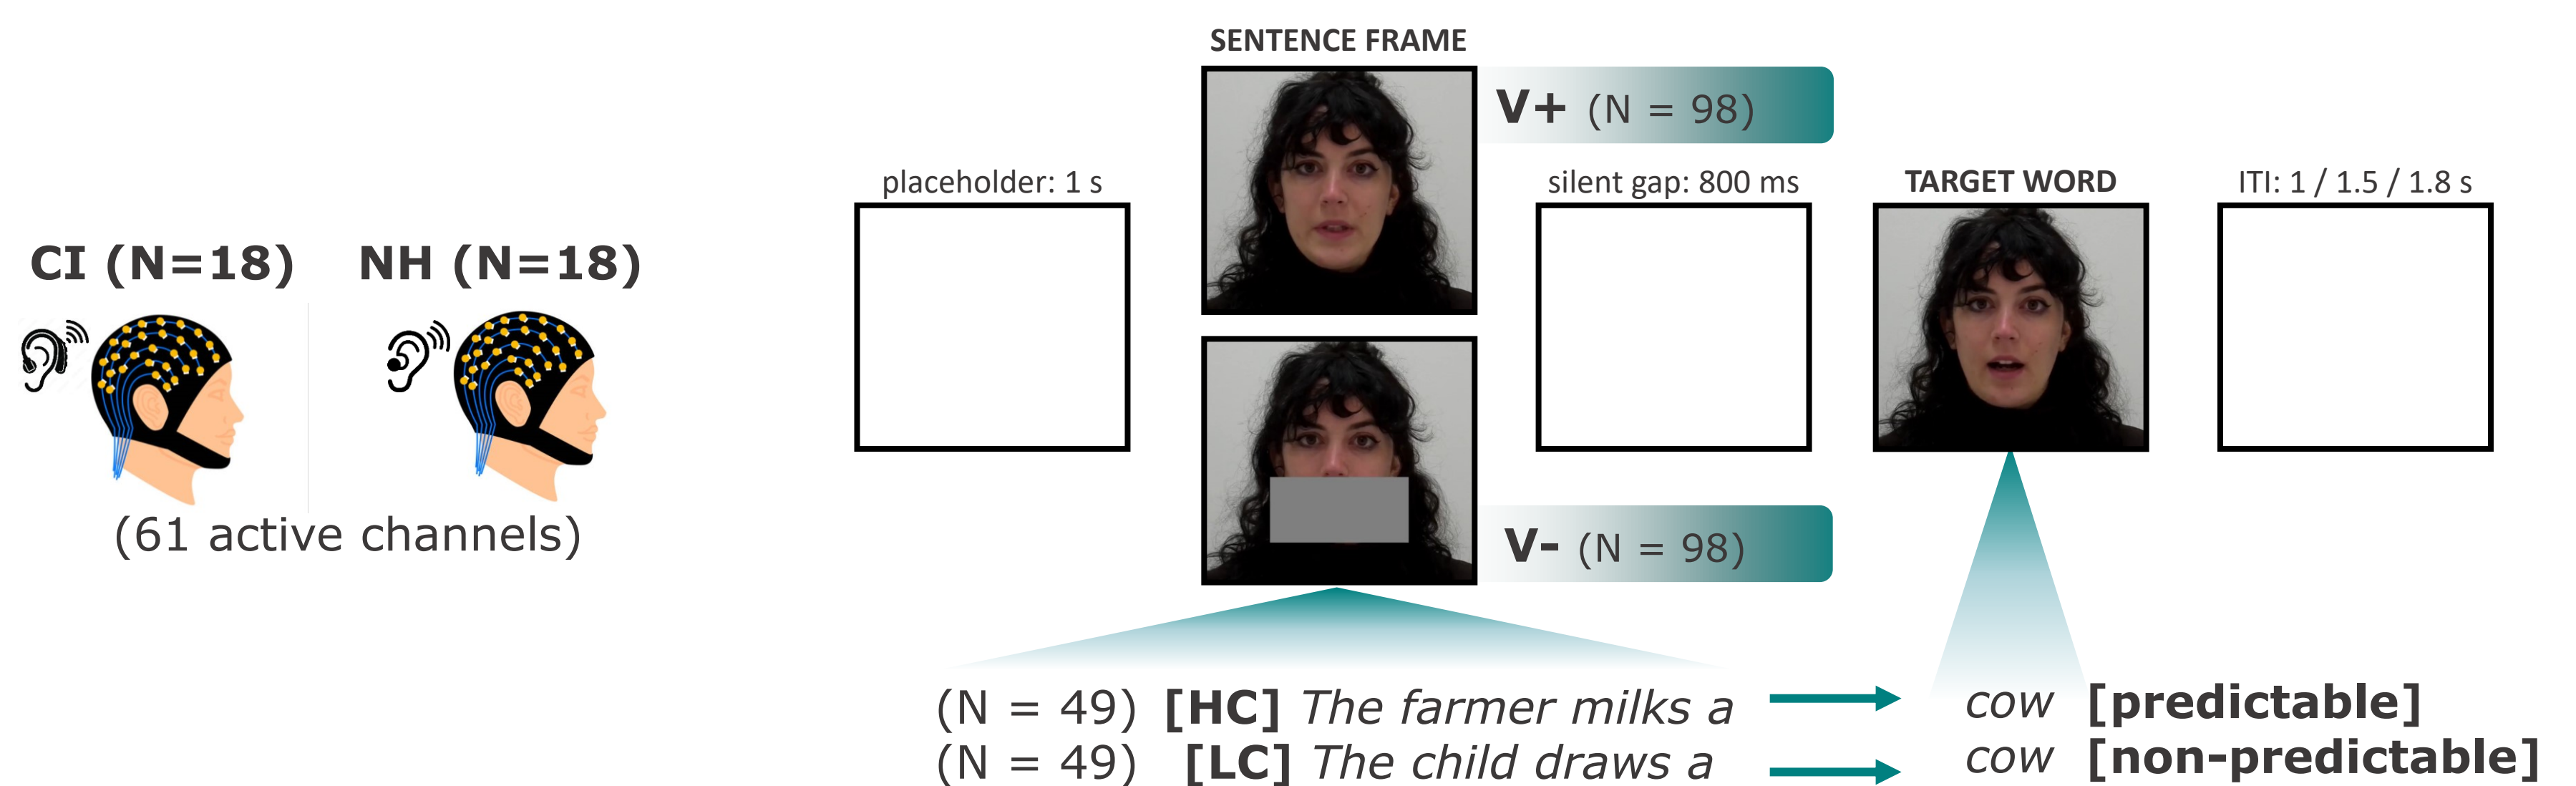 CI (N=18)
NH (N=18)
(61 active channels)
placeholder: 1 s
SENTENCE FRAME
V+ (N = 98)
V- (N = 98)
silent gap: 800 ms
TARGET WORD
ITI: 1 / 1.5 / 1.8 s
(N = 49) [HC] The farmer milks a cow [predictable]
(N = 49) [LC] The child draws a cow [non-predictable]